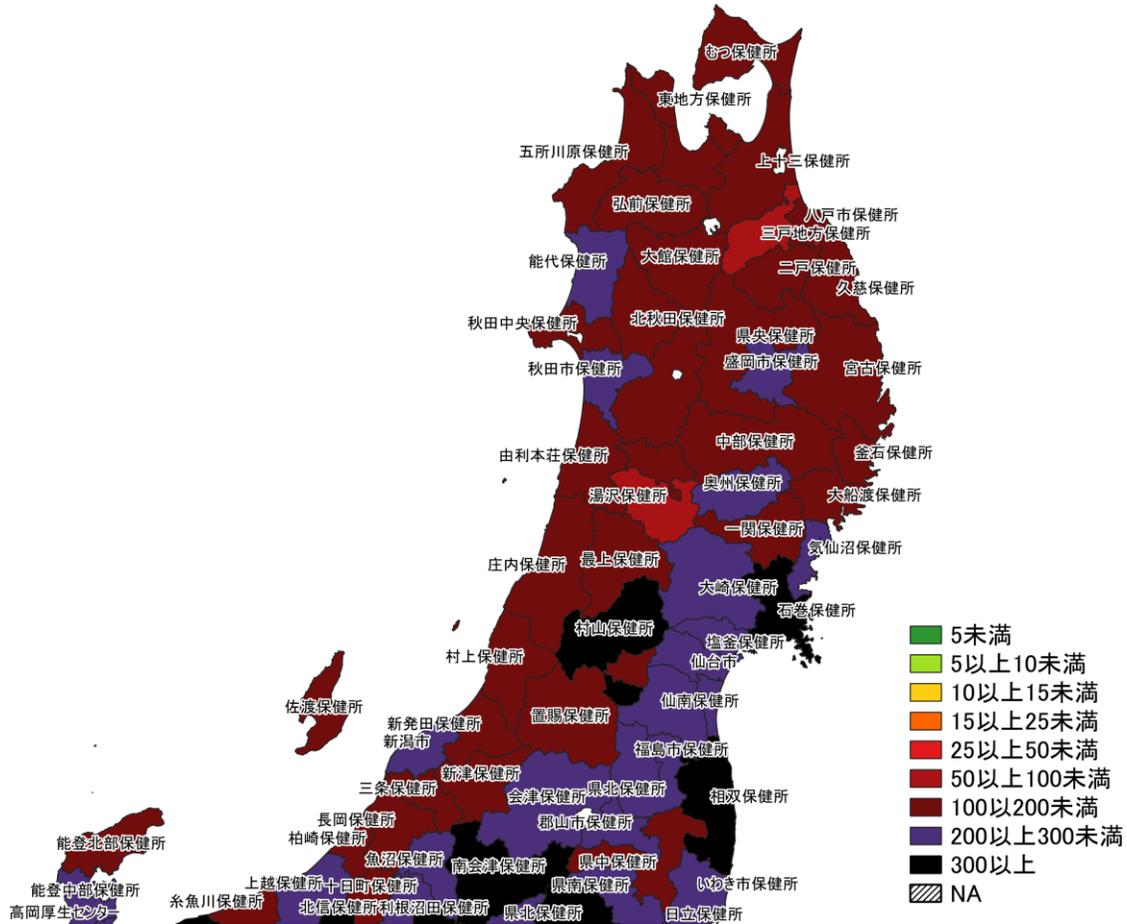 むつ保健所
東地方保健所
五所川原保健所
上十三保健所
弘前保健所
八戸市保健所
三戸地方保健所
大館保健所
能代保健所
二戸保健所
久慈保健所
北秋田保健所
秋田中央保健所
県央保健所
盛岡市保健所
秋田市保健所
宮古保健所
中部保健所
由利本荘保健所
釜石保健所
奥州保健所
湯沢保健所
大船渡保健所
一関保健所
気仙沼保健所
最上保健所
庄内保健所
大崎保健所
石巻保健所
村山保健所
塩釜保健所
村上保健所
仙台市
仙南保健所
佐渡保健所
置賜保健所
新発田保健所
新潟市
福島市保健所
新津保健所
三条保健所
会津保健所
県北保健所
相双保健所
長岡保健所
郡山市保健所
柏崎保健所
能登北部保健所
魚沼保健所
南会津保健所
県中保健所
上越保健所
十日町保健所
県南保健所
いわき市保健所
能登中部保健所
糸魚川保健所
北信保健所
利根沼田保健所
高岡厚生センター
県北保健所
日立保健所
5未満
5以上10未満
10以上15未満
15以上25未満
25以上50未満
50以上100未満
100以200未満
200以上300未満
300以上
NA